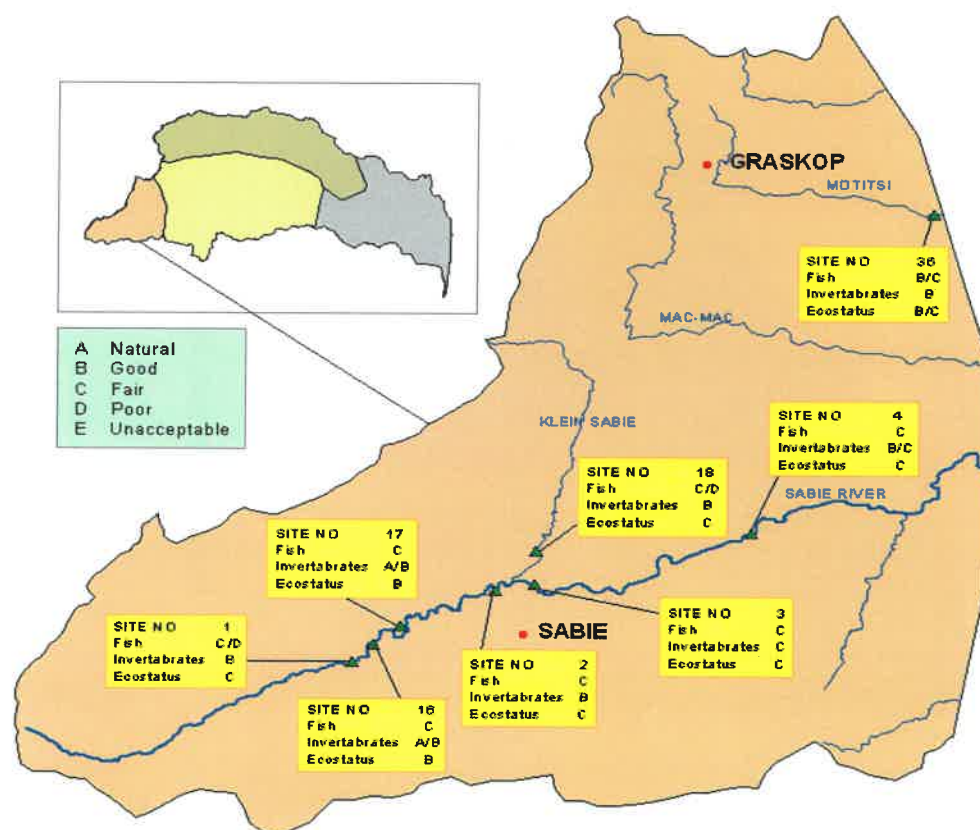 GRASKOP
MOTITSI
SITE NO 36
Fish B/C
Invertabrates B
Ecostatus B/C
MAC-MAC
A Natural
B Good
C Fair
D Poor
E Unacceptable
KLEIN SABIE
SITE NO 4
Fish C
Invertabrates B/C
Ecostatus C
SITE NO 18
Fish C/D
Invertabrates B
Ecostatus C
SABIE RIVER
SITE NO 17
Fish C
Invertabrates A/B
Ecostatus B
SITE NO 3
Fish C
Invertabrates C
Ecostatus C
SITE NO 1
Fish C/D
Invertabrates B
Ecostatus C
SABIE
SITE NO 2
Fish C
Invertabrates B
Ecostatus C
SITE NO 16
Fish C
Invertabrates A/B
Ecostatus B